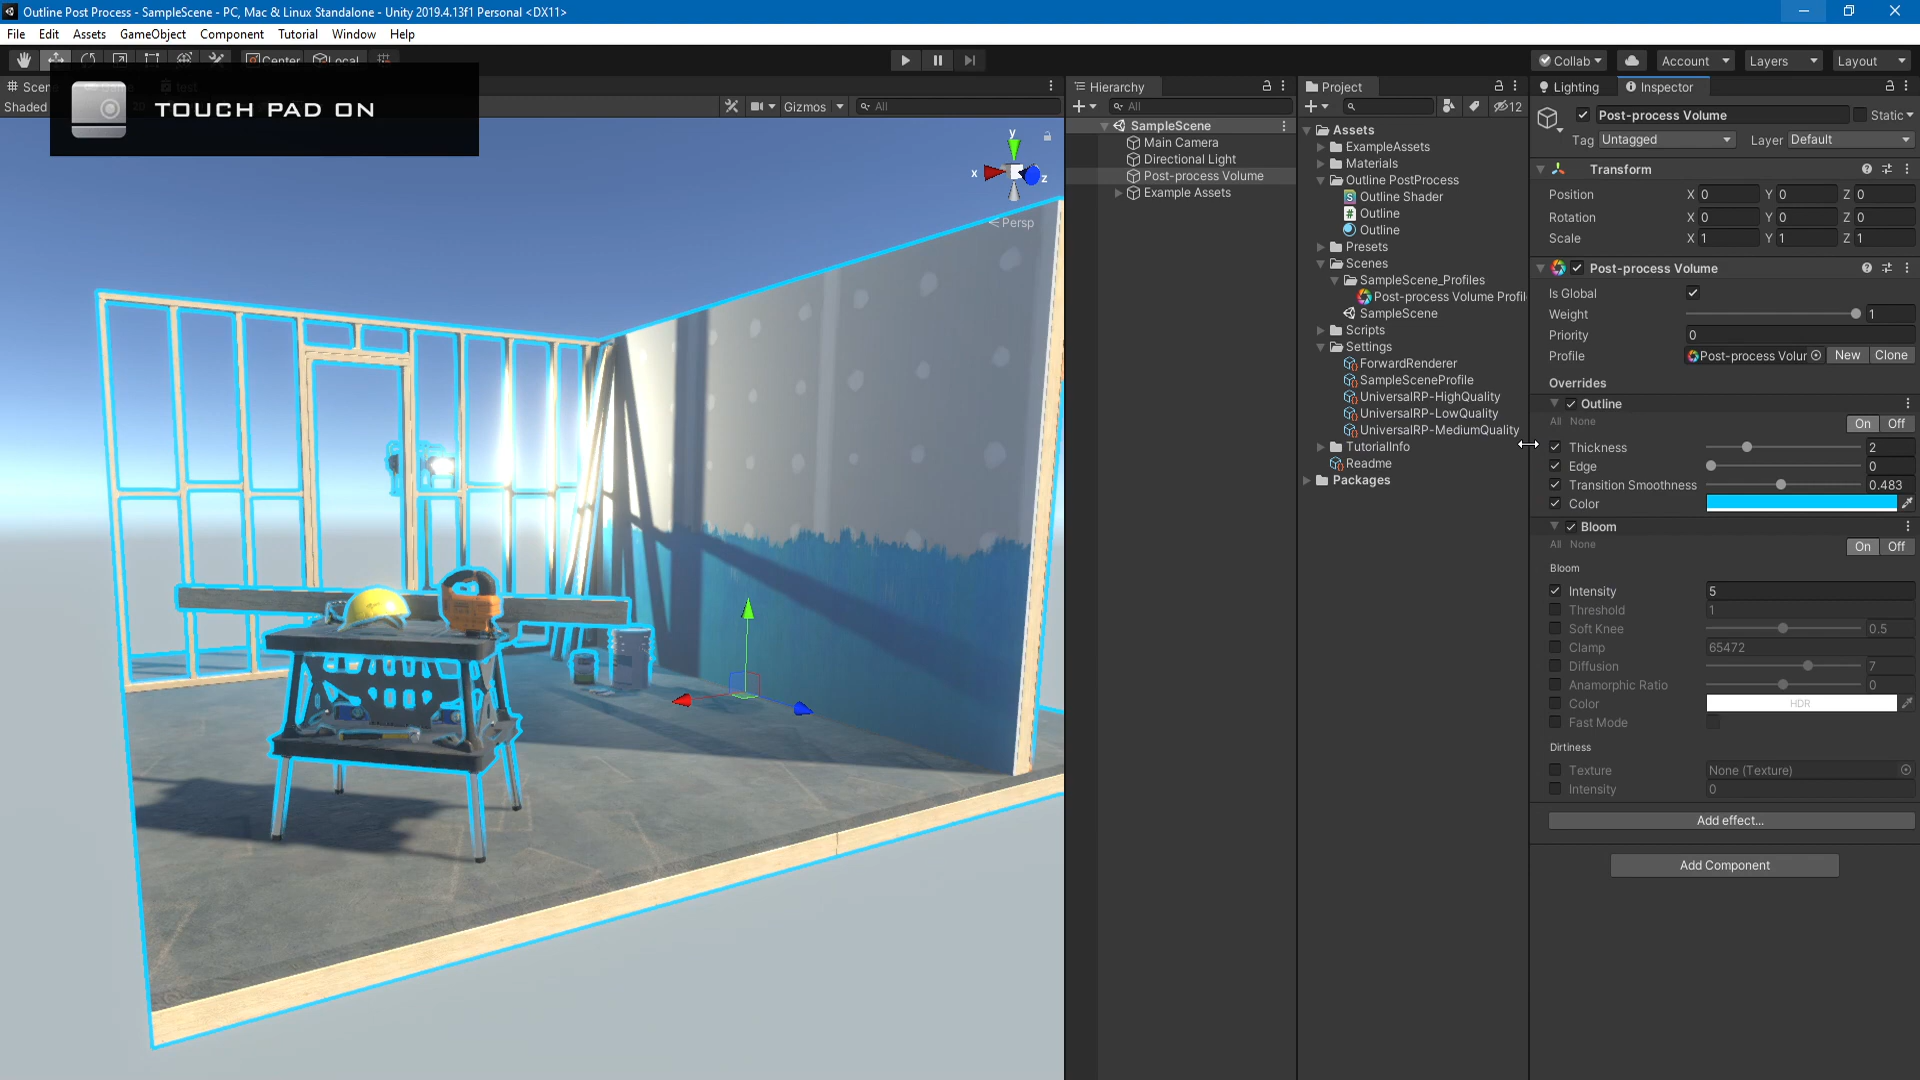 Outline Post Process - SampleScene - PC, Mac & Linux Standalone - Unity 2019.4.13f1 Personal <DX11>
File Edit Assets GameObject Component Tutorial Window Help
Center Local
Collab Account Layers Layout
TOUCH PAD ON
Scene
Shaded
Gizmos All
y
x
z
Persp
Hierarchy
All
SampleScene
Main Camera
Directional Light
Post-process Volume
Example Assets
Project
12
Assets
ExampleAssets
Materials
Outline PostProcess
Outline Shader
Outline
Outline
Presets
Scenes
SampleScene_Profiles
Post-process Volume Profil
SampleScene
Scripts
Settings
ForwardRenderer
SampleSceneProfile
UniversalRP-HighQuality
UniversalRP-LowQuality
UniversalRP-MediumQuality
TutorialInfo
Readme
Packages
Lighting Inspector
Post-process Volume Static
Tag Untagged Layer Default
Transform
Position X 0 Y 0 Z 0
Rotation X 0 Y 0 Z 0
Scale X 1 Y 1 Z 1
Post-process Volume
Is Global
Weight 1
Priority 0
Profile Post-process Volur New Clone
Overrides
Outline
All None On Off
Thickness 2
Edge 0
Transition Smoothness 0.483
Color
Bloom
All None On Off
Bloom
Intensity 5
Threshold 1
Soft Knee 0.5
Clamp 65472
Diffusion 7
Anamorphic Ratio 0
Color HDR
Fast Mode
Dirtiness
Texture None (Texture)
Intensity 0
Add effect...
Add Component